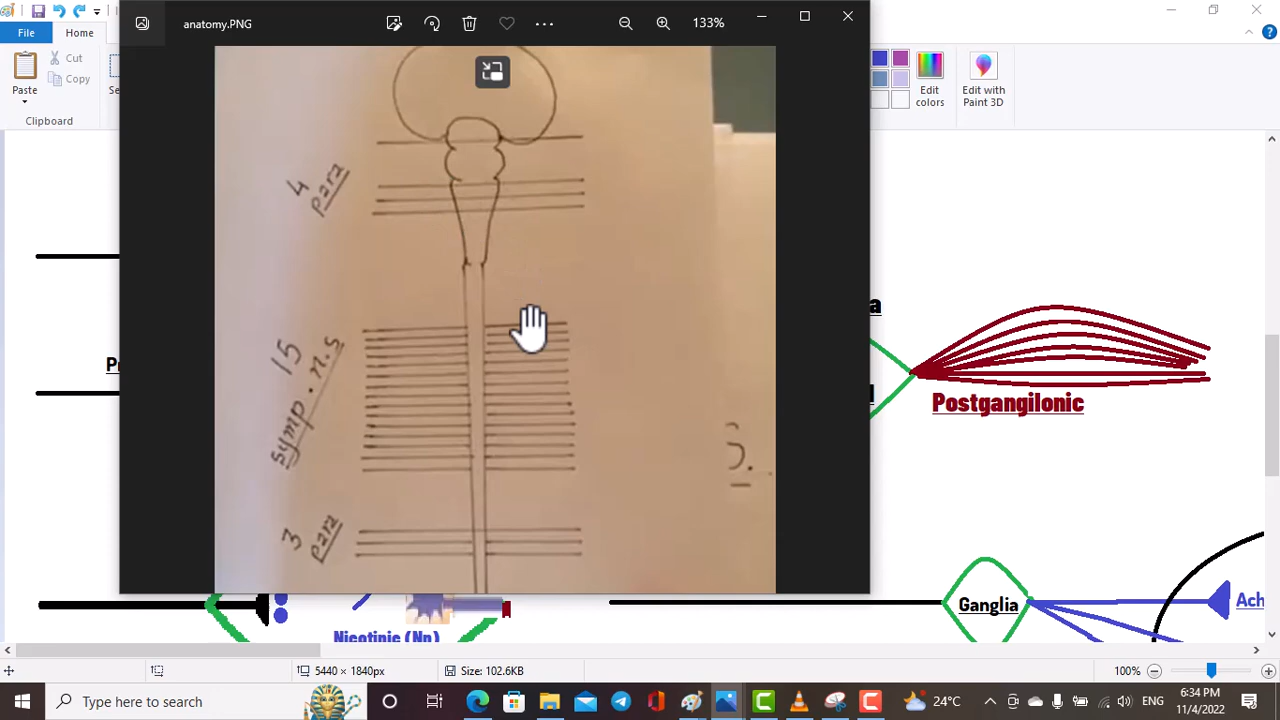 anatomy.PNG
133%
File
Home
Cut
Copy
Paste
Clipboard
Edit colors
Edit with Paint 3D
4
para
15
symp. n.s
3
para
Postgangilonic
Ganglia
Ach
Nicotinic (Nn)
5440 × 1840px
Size: 102.6KB
100%
Type here to search
24°C
ENG
6:34 PM
11/4/2022